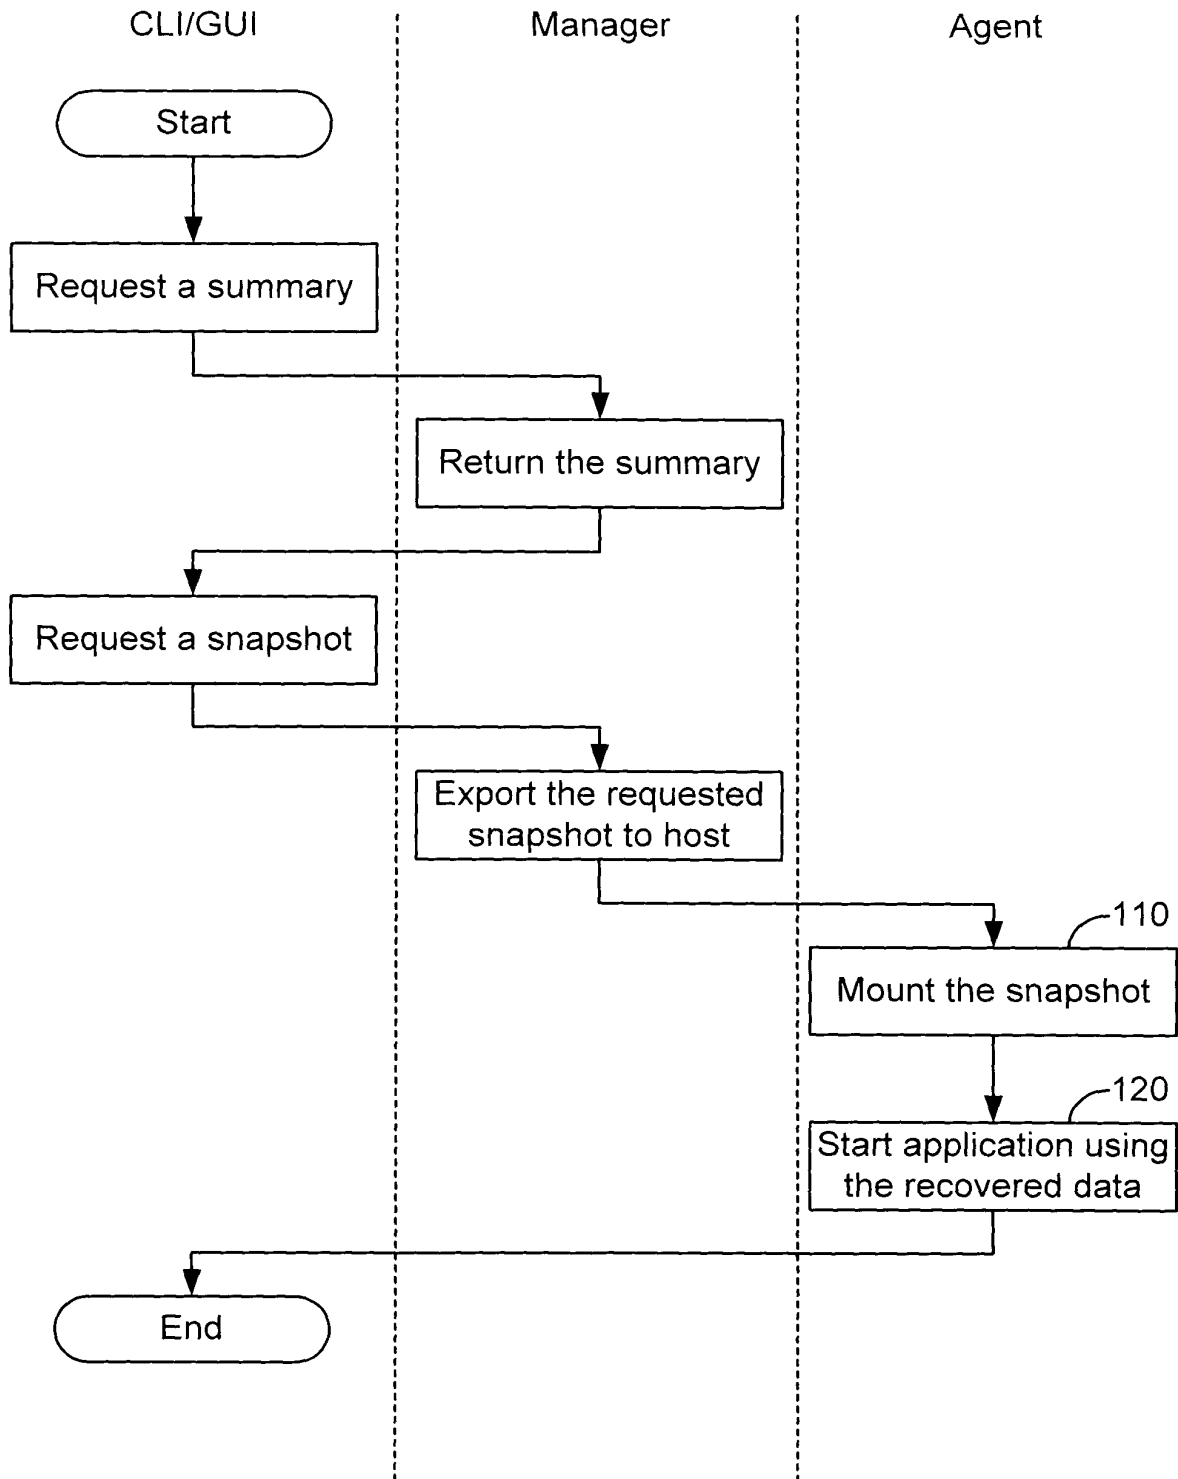 CLI/GUI
Manager
Agent
Start
Request a summary
Return the summary
Request a snapshot
Export the requested
snapshot to host
110
Mount the snapshot
120
Start application using
the recovered data
End